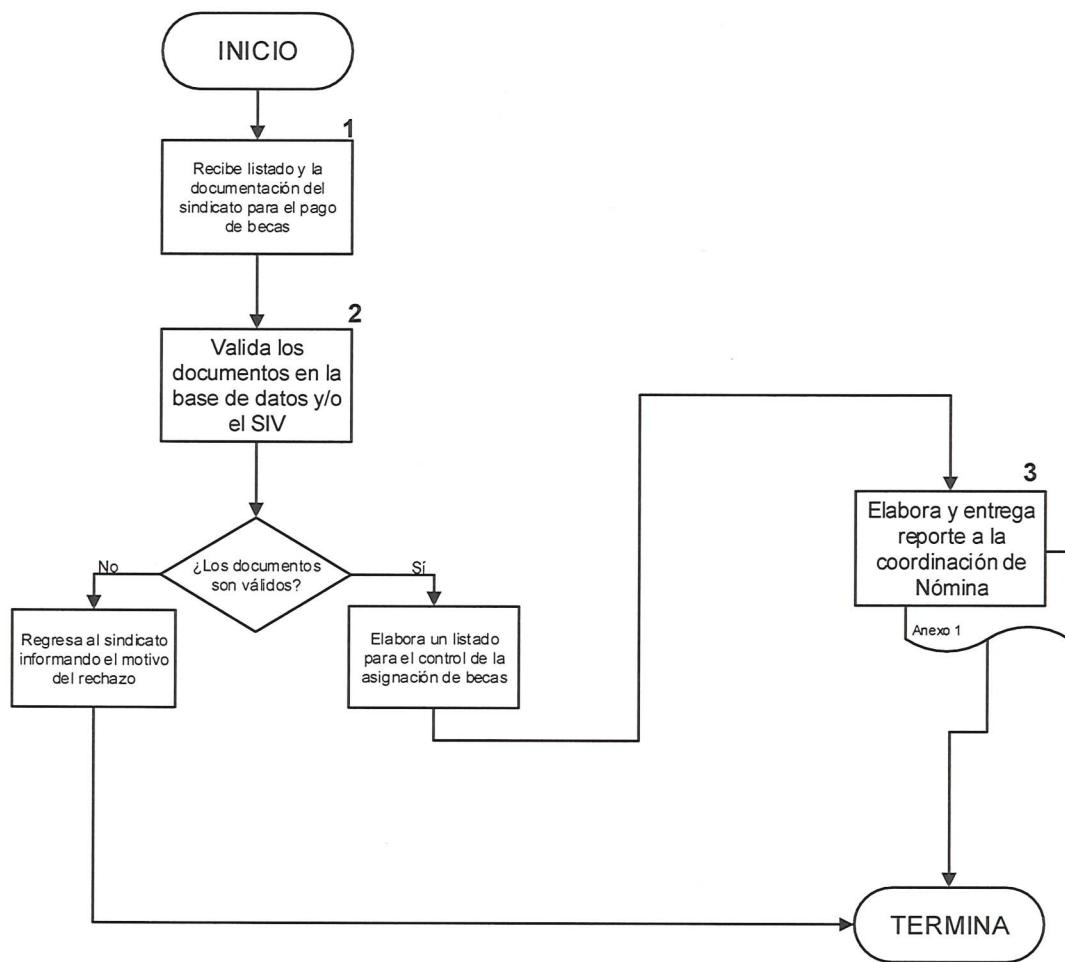 INICIO
1
Recibe listado y la
documentación del
sindicato para el pago
de becas
2
Valida los
documentos en la
base de datos y/o
el SIV
¿Los documentos
son válidos?
No
Sí
Regresa al sindicato
informando el motivo
del rechazo
Elabora un listado
para el control de la
asignación de becas
3
Elabora y entrega
reporte a la
coordinación de
Nómina
Anexo 1
TERMINA